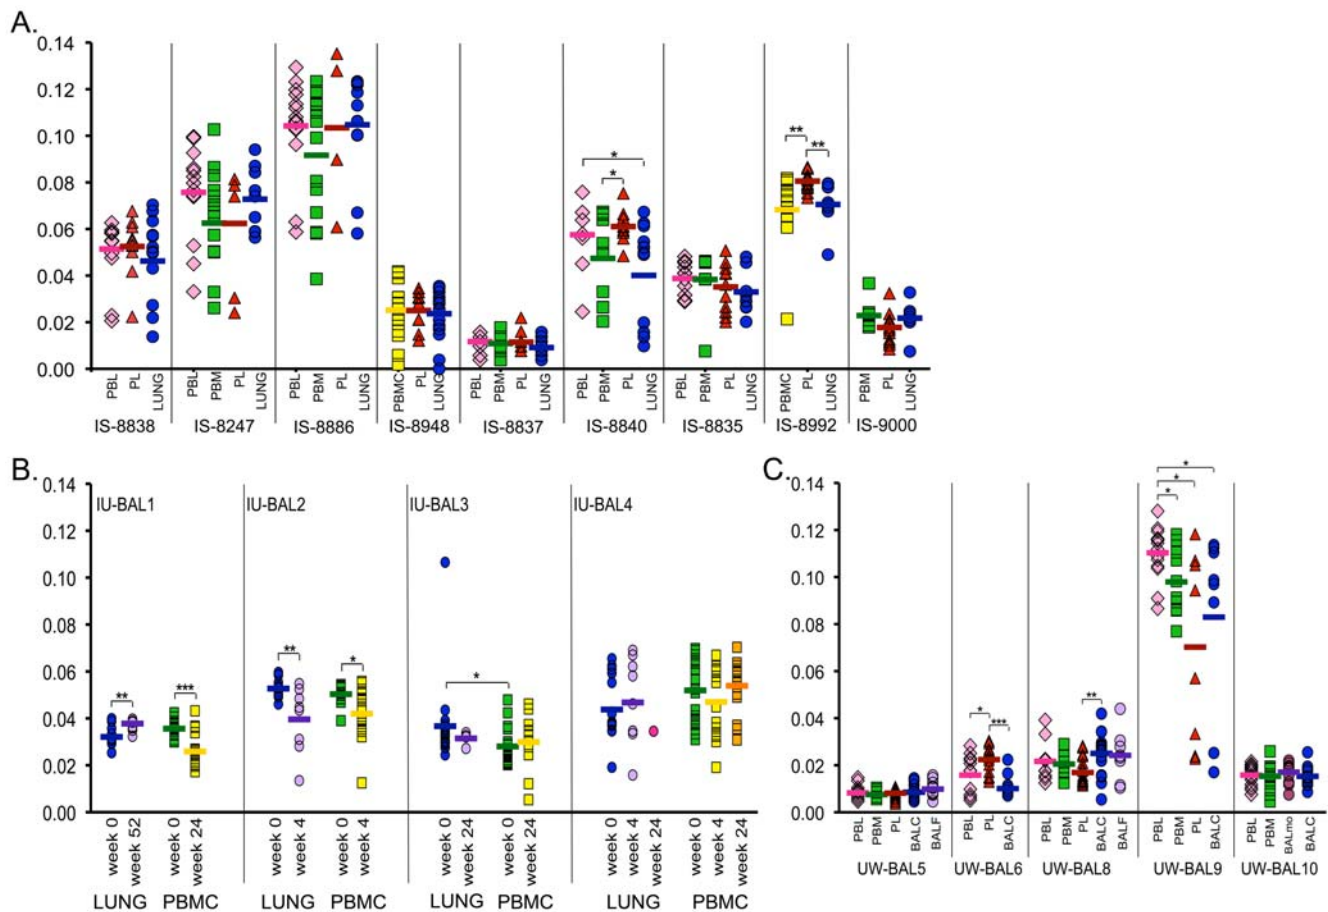 A.
0.14
0.12
0.10
0.08
0.06
0.04
0.02
0.00
** **
* *
PBL PL LUNG PBL PBM PL LUNG PBL PBM PL LUNG PBMC PL LUNG PBL PBM PL LUNG PBL PBM PL LUNG PBL PBM PL LUNG PBMC PL LUNG PBM PL LUNG
IS-8838 IS-8247 IS-8886 IS-8948 IS-8837 IS-8840 IS-8835 IS-8992 IS-9000
B.
0.14
0.12
0.10
0.08
0.06
0.04
0.02
0.00
IU-BAL1 IU-BAL2 IU-BAL3 IU-BAL4
** *** ** * *
week 0 week 52 week 0 week 24 week 0 week 4 week 0 week 4 week 0 week 24 week 0 week 24 week 0 week 4 week 24 week 0 week 4 week 24
LUNG PBMC LUNG PBMC LUNG PBMC LUNG PBMC
C.
0.14
0.12
0.10
0.08
0.06
0.04
0.02
0.00
* * *
* *** **
PBL PBM PL BALC BALF PBL PL BALC PBL PBM PL BALC BALF PBL PBM PL BALC PBL PBM BALmo BALC
UW-BAL5 UW-BAL6 UW-BAL8 UW-BAL9 UW-BAL10